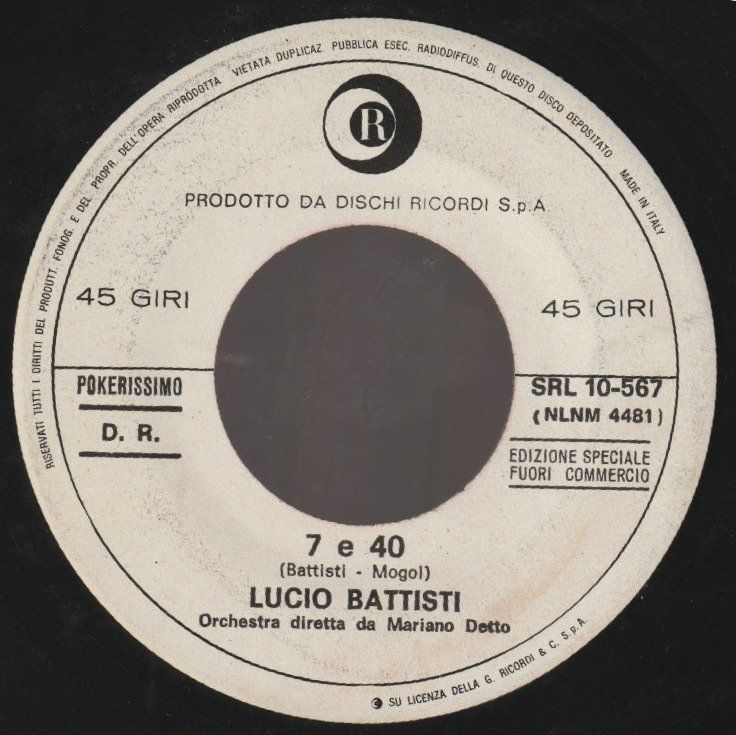 RISERVATI TUTTI I DIRITTI DEL PRODUTT. FONOG. E DEL PROPR. DELL'OPERA RIPRODOTTA VIETATA DUPLICAZ. PUBBLICA ESEC. RADIODIFFUS. DI QUESTO DISCO DEPOSITATO MADE IN ITALY
R
PRODOTTO DA DISCHI RICORDI S.p.A
45 GIRI
45 GIRI
POKERISSIMO
D. R.
SRL 10-567
(NLNM 4481)
EDIZIONE SPECIALE
FUORI COMMERCIO
7 e 40
(Battisti - Mogol)
LUCIO BATTISTI
Orchestra diretta da Mariano Detto
SU LICENZA DELLA G. RICORDI & C. S.p.A.